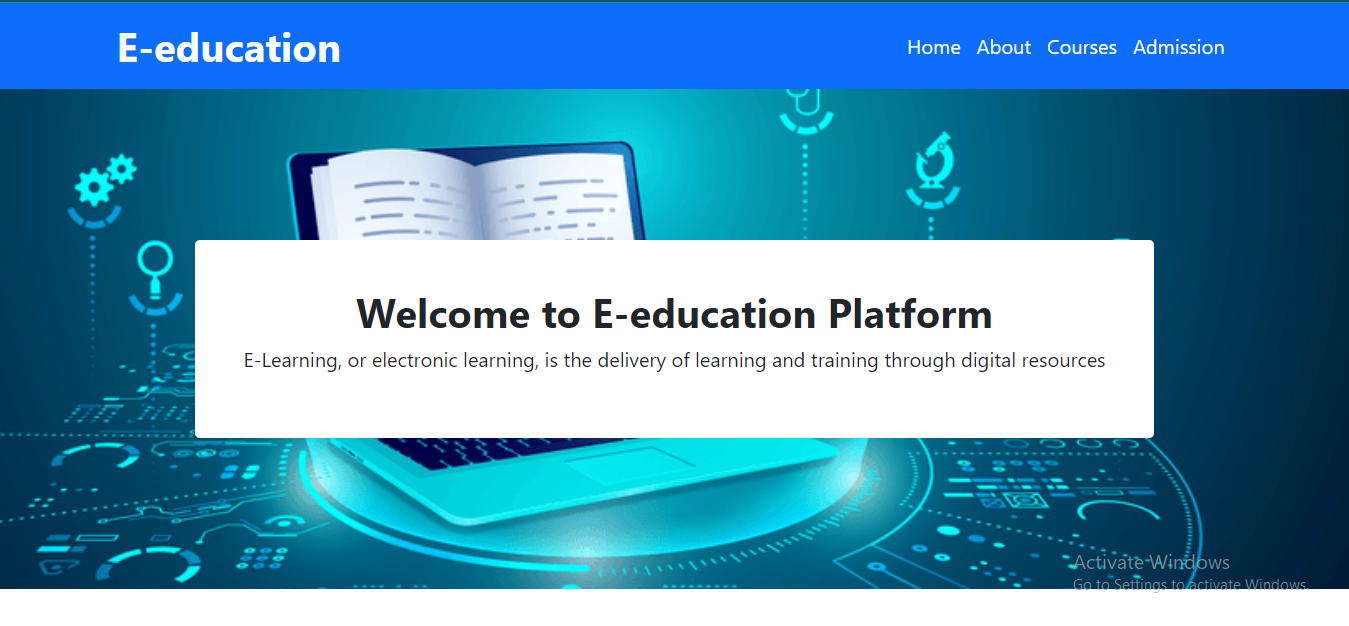 E-education
Home About Courses Admission
Welcome to E-education Platform
E-Learning, or electronic learning, is the delivery of learning and training through digital resources
Activate Windows
Go to Settings to activate Windows.